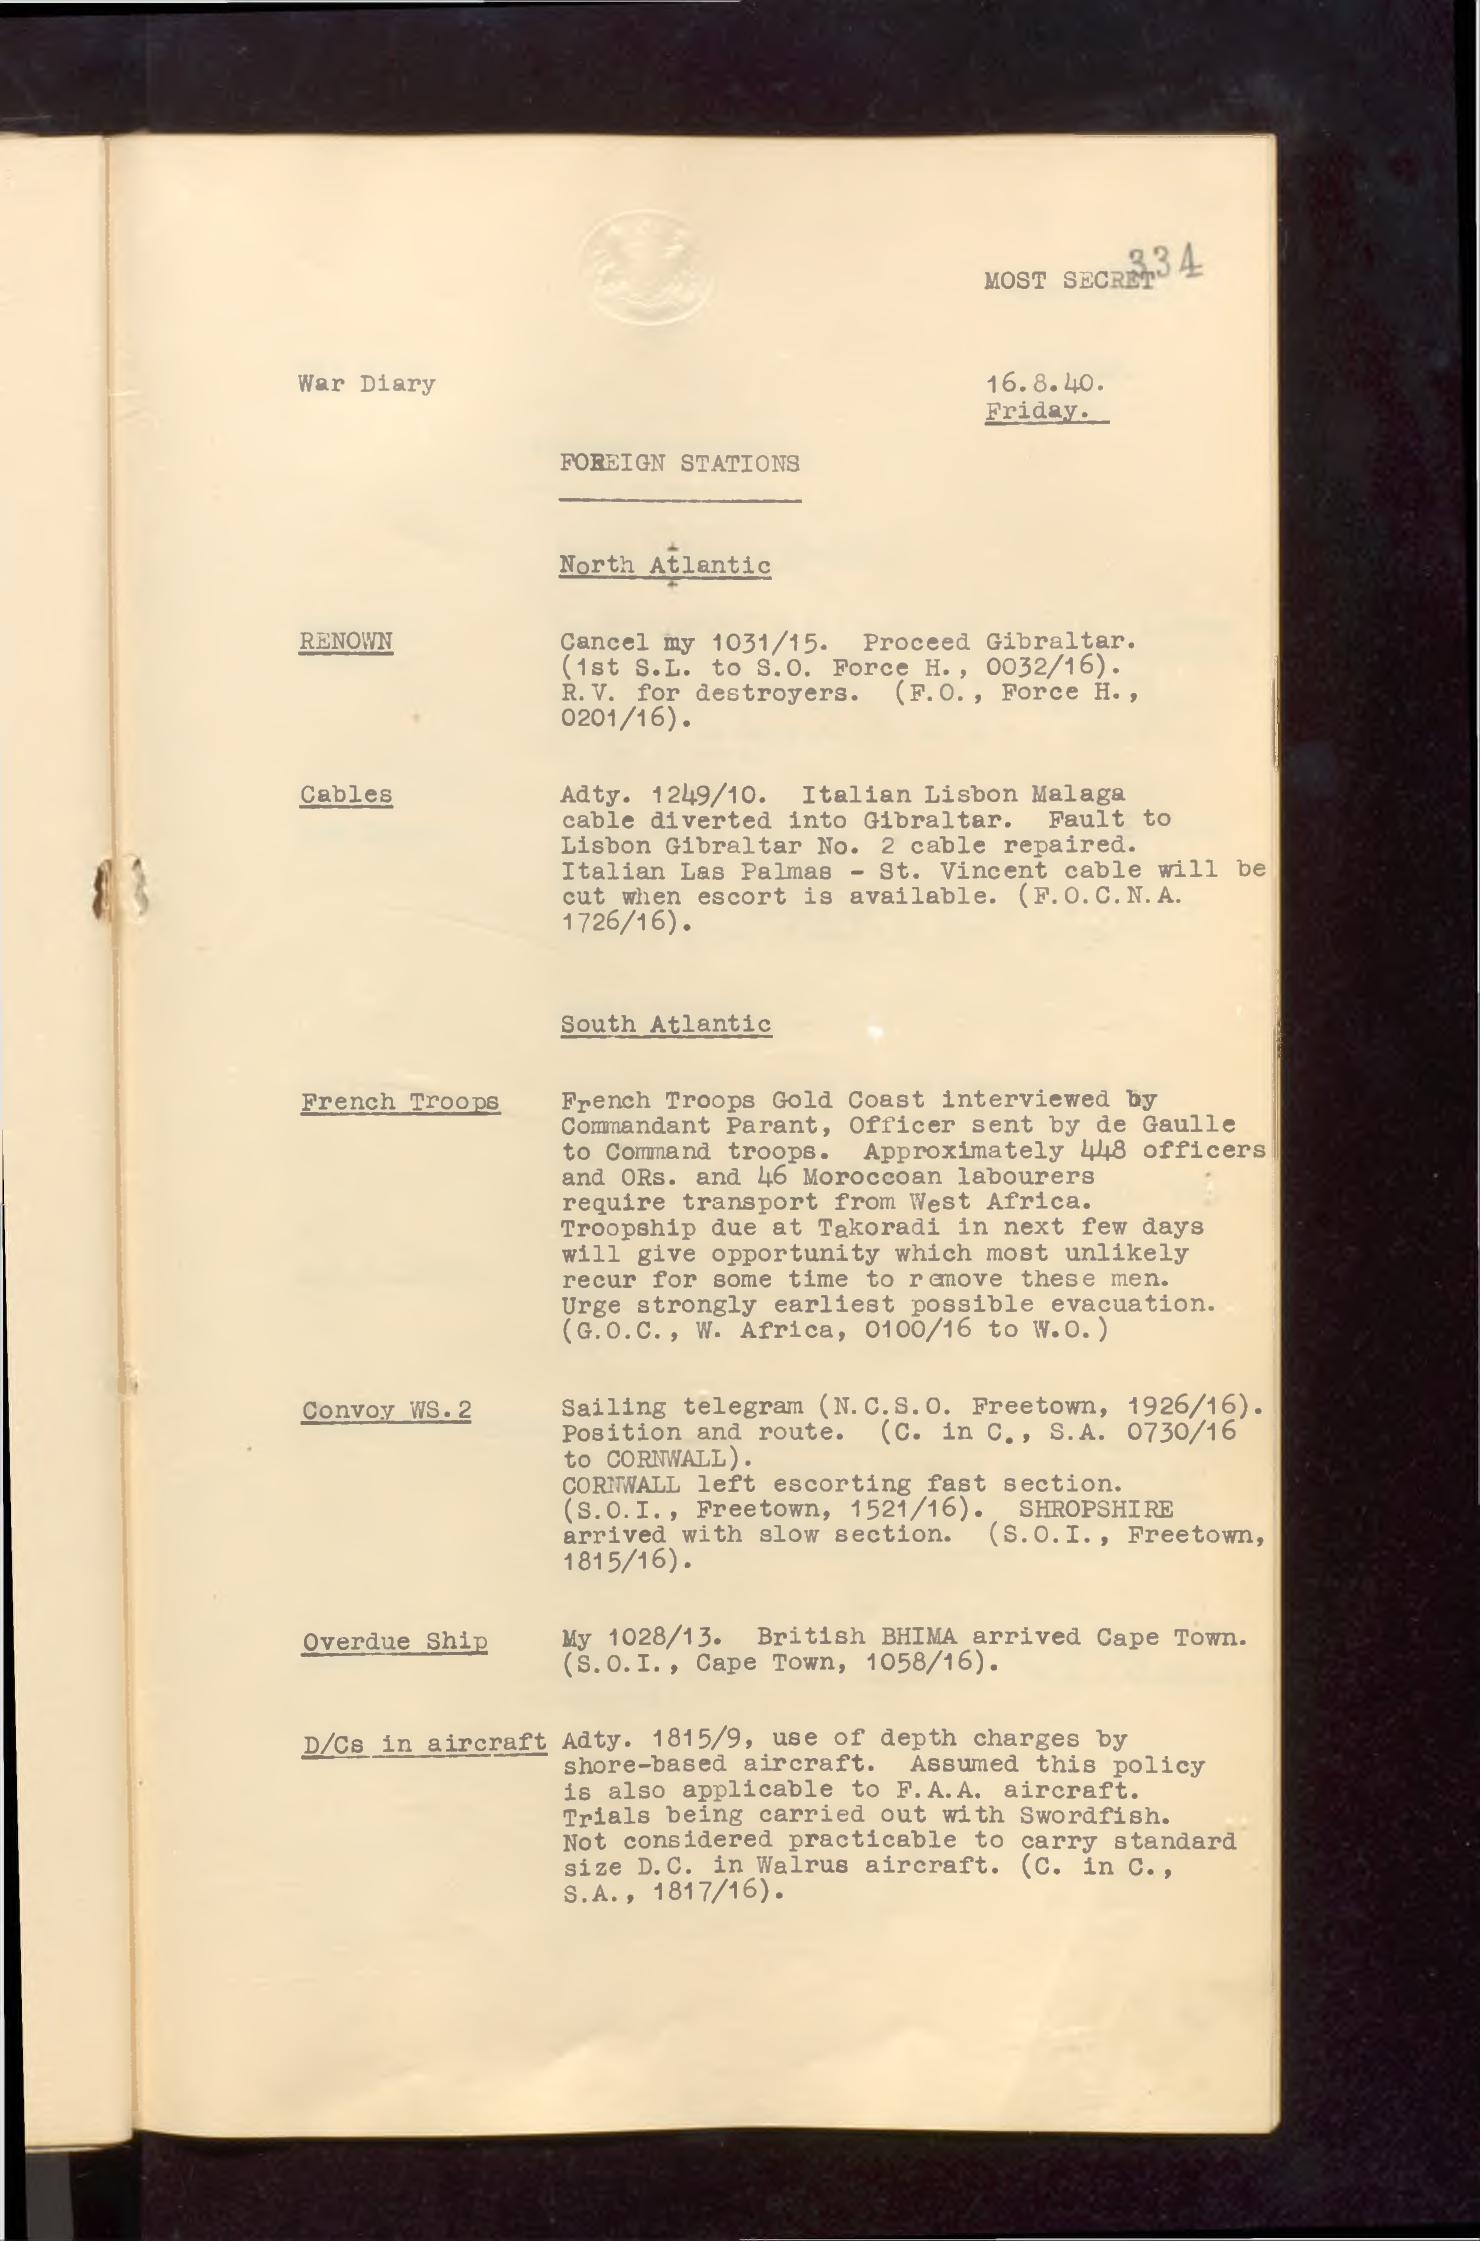 334
MOST SECRET
War Diary 16.8.40.
Friday.
FOREIGN STATIONS
North Atlantic
RENOWN Cancel my 1031/15. Proceed Gibraltar.
(1st S.L. to S.O. Force H., 0032/16).
R.V. for destroyers. (F.O., Force H.,
0201/16).
Cables Adty. 1249/10. Italian Lisbon Malaga
cable diverted into Gibraltar. Fault to
Lisbon Gibraltar No. 2 cable repaired.
Italian Las Palmas - St. Vincent cable will be
cut when escort is available. (F.O.C.N.A.
1726/16).
South Atlantic
French Troops French Troops Gold Coast interviewed by
Commandant Parant, Officer sent by de Gaulle
to Command troops. Approximately 448 officers
and ORs. and 46 Moroccoan labourers
require transport from West Africa.
Troopship due at Takoradi in next few days
will give opportunity which most unlikely
recur for some time to remove these men.
Urge strongly earliest possible evacuation.
(G.O.C., W. Africa, 0100/16 to W.O.)
Convoy WS.2 Sailing telegram (N.C.S.O. Freetown, 1926/16).
Position and route. (C. in C., S.A. 0730/16
to CORNWALL).
CORNWALL left escorting fast section.
(S.O.I., Freetown, 1521/16). SHROPSHIRE
arrived with slow section. (S.O.I., Freetown,
1815/16).
Overdue Ship My 1028/13. British BHIMA arrived Cape Town.
(S.O.I., Cape Town, 1058/16).
D/Cs in aircraft Adty. 1815/9, use of depth charges by
shore-based aircraft. Assumed this policy
is also applicable to F.A.A. aircraft.
Trials being carried out with Swordfish.
Not considered practicable to carry standard
size D.C. in Walrus aircraft. (C. in C.,
S.A., 1817/16).